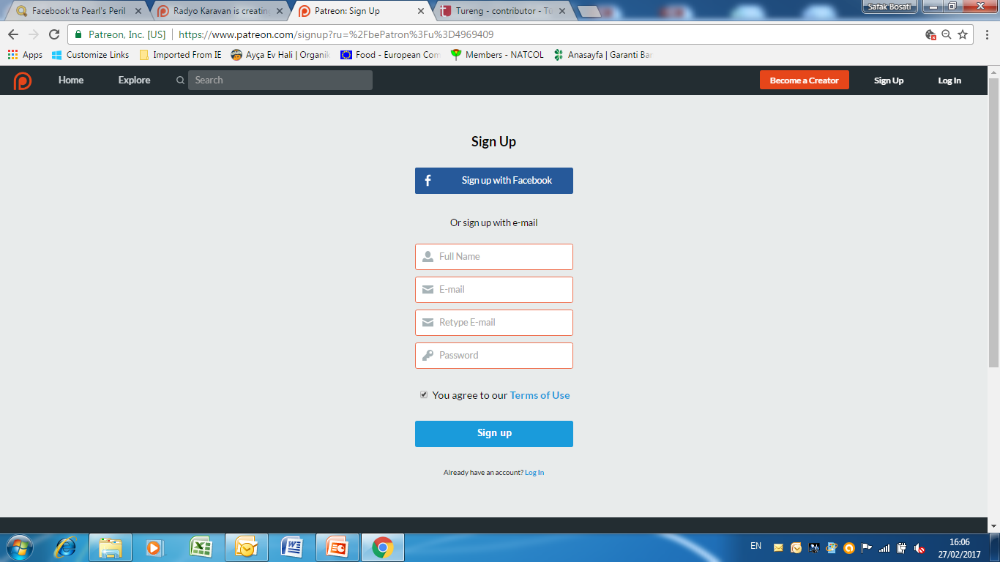 Facebook'ta Pearl's Peril
Radyo Karavan is creating
Patreon: Sign Up
Tureng - contributor - Tu
Safak Bosati
Patreon, Inc. [US]
https://www.patreon.com/signup?ru=%2FbePatron%3Fu%3D4969409
Apps
Customize Links
Imported From IE
Ayça Ev Hali | Organik
Food - European Com
Members - NATCOL
Anasayfa | Garanti Ban
Home
Explore
Search
Become a Creator
Sign Up
Log In
Sign Up
Sign up with Facebook
Or sign up with e-mail
Full Name
E-mail
Retype E-mail
Password
You agree to our Terms of Use
Sign up
Already have an account? Log In
EN
16:06
27/02/2017